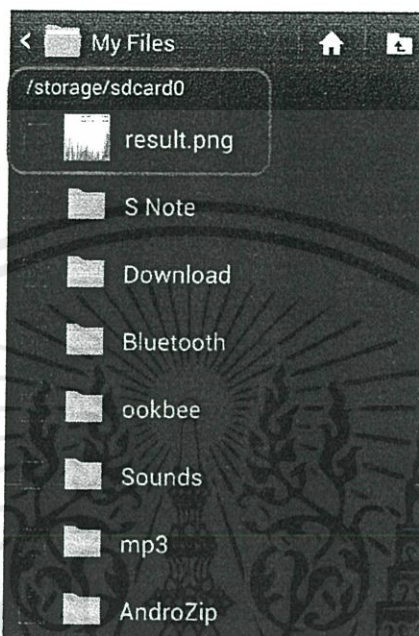 My Files
/storage/sdcard0
result.png
S Note
Download
Bluetooth
ookbee
Sounds
mp3
AndroZip